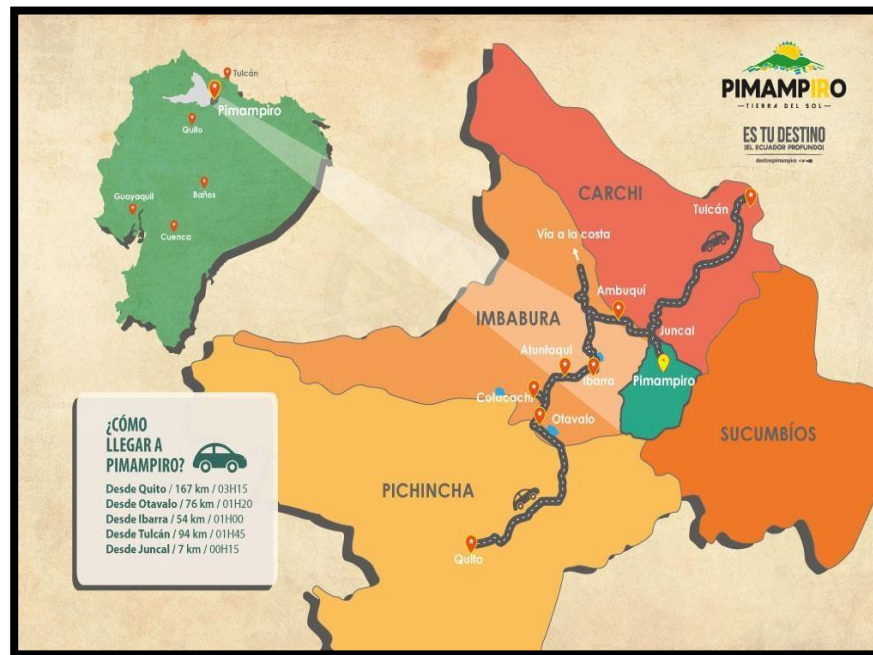 Tulcán
Pimampiro
Quito
Guayaquil
Baños
Cuenca
PIMAMPIRO
TIERRA DEL SOL
ES TU DESTINO
(EL ECUADOR PROFUNDO)
destinopimampiro
CARCHI
Tulcán
Vía a la costa
Ambuquí
IMBABURA
Juncal
Atuntaqui
Ibarra
Pimampiro
Cotacachi
Otavalo
SUCUMBÍOS
PICHINCHA
Quito
¿CÓMO
LLEGAR A
PIMAMPIRO?
Desde Quito / 167 km / 03H15
Desde Otavalo / 76 km / 01H20
Desde Ibarra / 54 km / 01H00
Desde Tulcán / 94 km / 01H45
Desde Juncal / 7 km / 00H15